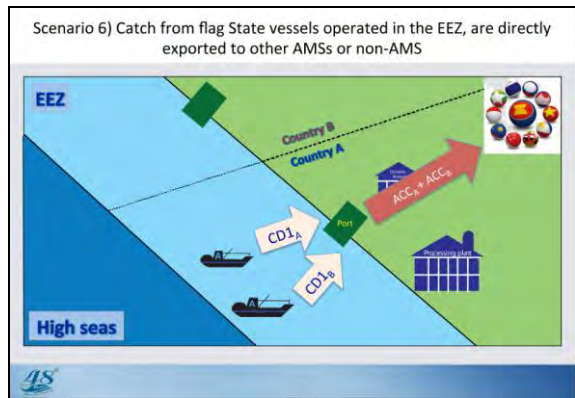 Scenario 6) Catch from flag State vessels operated in the EEZ, are directly
exported to other AMSs or non-AMS
EEZ
Country B
Country A
ACCA + ACCB
CD1A
Port
CD1B
Processing plant
A
A
High seas
48